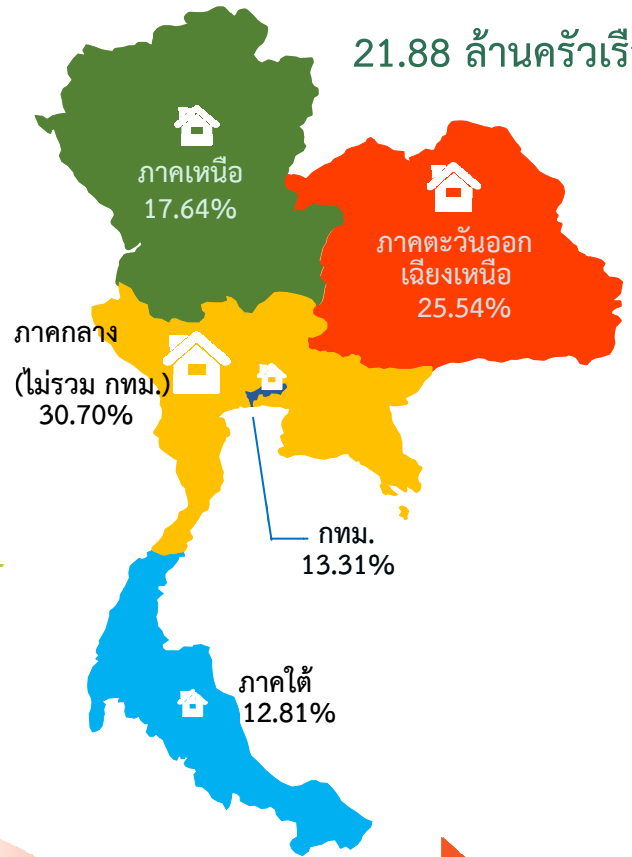 21.88 ล้านครัวเรื
ภาคเหนือ
17.64%
ภาคตะวันออก
เฉียงเหนือ
25.54%
ภาคกลาง
(ไม่รวม กทม.)
30.70%
กทม.
13.31%
ภาคใต้
12.81%